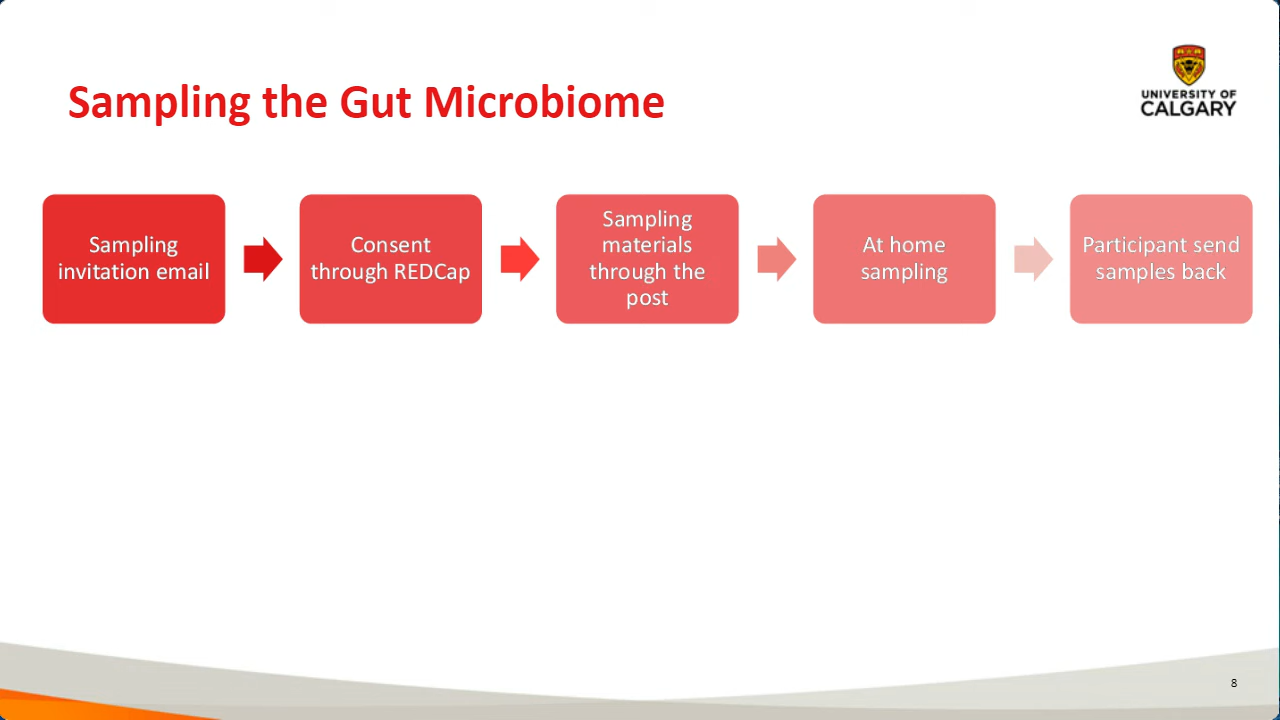 Sampling the Gut Microbiome
UNIVERSITY OF
CALGARY
Sampling
invitation email
Consent
through REDCap
Sampling
materials
through the
post
At home
sampling
Participant send
samples back
8